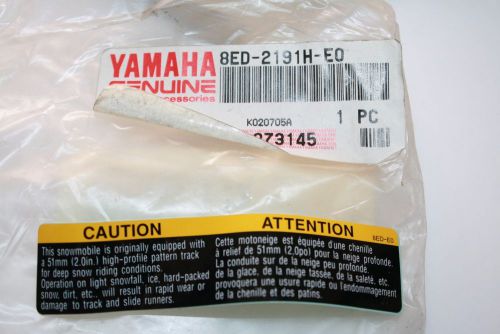 YAMAHA
GENUINE
Accessories
8ED-2191H-E0
K020705A
1 PC
273145
CAUTION
This snowmobile is originally equipped with
a 51mm (2.0in.) high-profile pattern track
for deep snow riding conditions.
Operation on light snowfall, ice, hard-packed
snow, dirt, etc.. will result in rapid wear or
damage to track and slide runners.
ATTENTION
8ED-E0
Cette motoneige est équipée d'une chenille
à relief de 51mm (2.0po) pour la neige profonde.
La conduite sur de la neige peu profonde,
de la glace, de la neige tassée, de la saleté, etc.
provoquera une usure rapide ou l'endommagement
de la chenille et des patins.